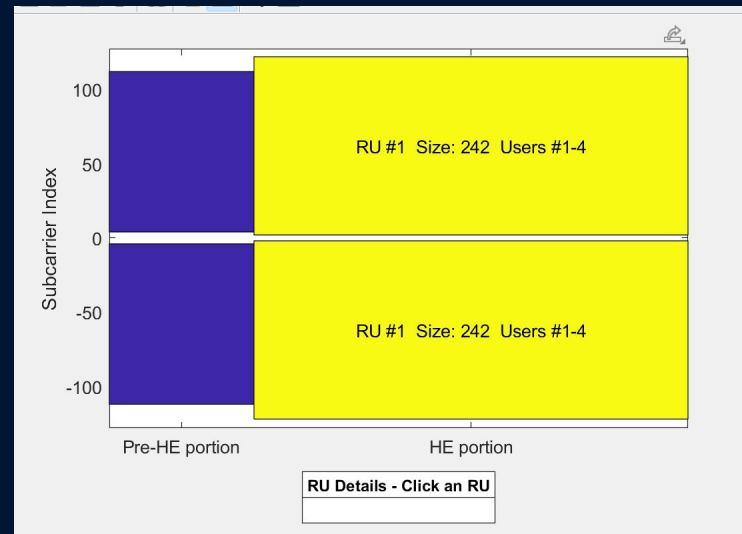 100
50
0
-50
-100
Subcarrier Index
RU #1 Size: 242 Users #1-4
RU #1 Size: 242 Users #1-4
Pre-HE portion
HE portion
RU Details - Click an RU